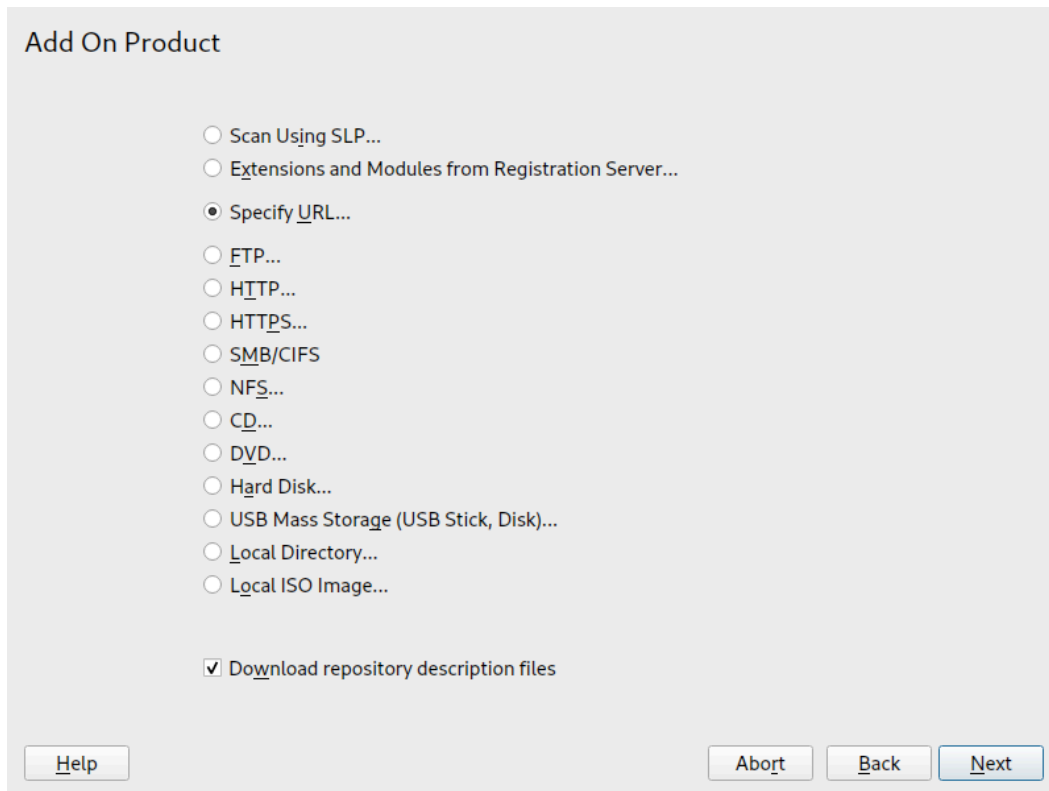 Add On Product
Scan Using SLP...
Extensions and Modules from Registration Server...
Specify URL...
FTP...
HTTP...
HTTPS...
SMB/CIFS
NFS...
CD...
DVD...
Hard Disk...
USB Mass Storage (USB Stick, Disk)...
Local Directory...
Local ISO Image...
Download repository description files
Help Abort Back Next